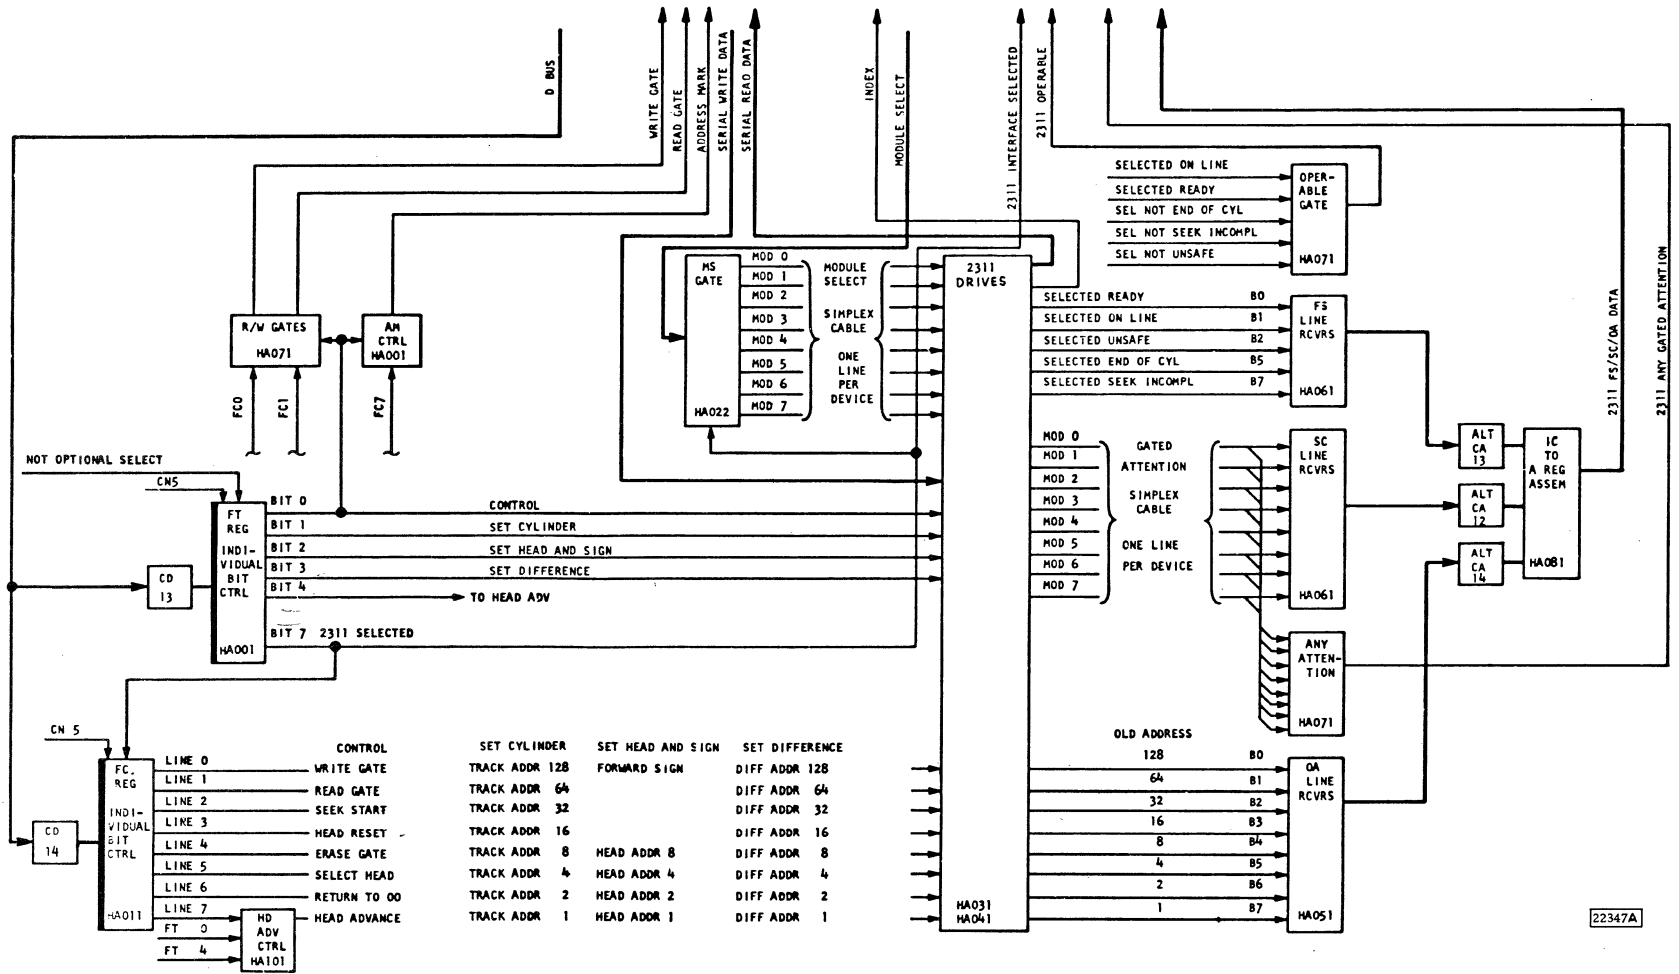 D BUS
WRITE GATE
READ GATE
ADDRESS MARK
SERIAL WRITE DATA
SERIAL READ DATA
INDEX
MODULE SELECT
2311 INTERFACE SELECTED
2311 OPERABLE
2311 FS/SC/OA DATA
2311 ANY GATED ATTENTION
SELECTED ON LINE
SELECTED READY
SEL NOT END OF CYL
SEL NOT SEEK INCOMPL
SEL NOT UNSAFE
OPER-
ABLE
GATE
HA071
MS
GATE
HA022
MOD 0
MOD 1
MOD 2
MOD 3
MOD 4
MOD 5
MOD 6
MOD 7
MODULE
SELECT
SIMPLEX
CABLE
ONE
LINE
PER
DEVICE
2311
DRIVES
HA031
HA041
SELECTED READY B0
SELECTED ON LINE B1
SELECTED UNSAFE B2
SELECTED END OF CYL B5
SELECTED SEEK INCOMPL B7
FS
LINE
RCVRS
HA061
R/W GATES
HA071
AM
CTRL
HA001
FC0
FC1
FC7
MOD 0
MOD 1
MOD 2
MOD 3
MOD 4
MOD 5
MOD 6
MOD 7
GATED
ATTENTION
SIMPLEX
CABLE
ONE LINE
PER DEVICE
SC
LINE
RCVRS
HA061
ALT
CA
13
ALT
CA
12
ALT
CA
14
IC
TO
A REG
ASSEM
HA081
ANY
ATTEN-
TION
HA071
NOT OPTIONAL SELECT
CN5
FT
REG
INDI-
VIDUAL
BIT
CTRL
HA001
CD
13
BIT 0 CONTROL
BIT 1 SET CYLINDER
BIT 2 SET HEAD AND SIGN
BIT 3 SET DIFFERENCE
BIT 4 TO HEAD ADV
BIT 7 2311 SELECTED
CN 5
FC.
REG
INDI-
VIDUAL
BIT
CTRL
HA011
CD
14
CONTROL SET CYLINDER SET HEAD AND SIGN SET DIFFERENCE
LINE 0 WRITE GATE TRACK ADDR 128 FORWARD SIGN DIFF ADDR 128
LINE 1 READ GATE TRACK ADDR 64 DIFF ADDR 64
LINE 2 SEEK START TRACK ADDR 32 DIFF ADDR 32
LINE 3 HEAD RESET TRACK ADDR 16 DIFF ADDR 16
LINE 4 ERASE GATE TRACK ADDR 8 HEAD ADDR 8 DIFF ADDR 8
LINE 5 SELECT HEAD TRACK ADDR 4 HEAD ADDR 4 DIFF ADDR 4
LINE 6 RETURN TO 00 TRACK ADDR 2 HEAD ADDR 2 DIFF ADDR 2
LINE 7 HEAD ADVANCE TRACK ADDR 1 HEAD ADDR 1 DIFF ADDR 1
FT 0
FT 4
HD
ADV
CTRL
HA101
OLD ADDRESS
128 B0
64 B1
32 B2
16 B3
8 B4
4 B5
2 B6
1 B7
OA
LINE
RCVRS
HA051
22347A